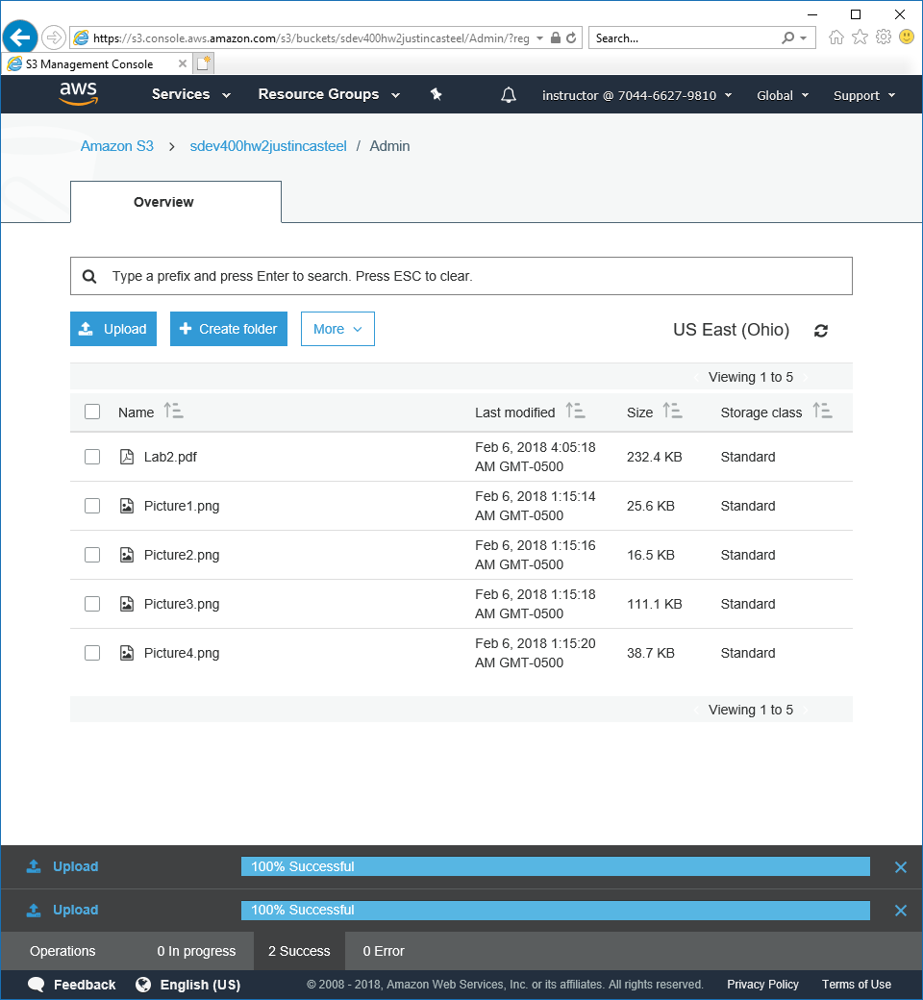 https://s3.console.aws.amazon.com/s3/buckets/sdev400hw2justincasteel/Admin/?reg
Search...
S3 Management Console
aws Services Resource Groups instructor @ 7044-6627-9810 Global Support
Amazon S3 > sdev400hw2justincasteel / Admin
Overview
Type a prefix and press Enter to search. Press ESC to clear.
Upload Create folder More US East (Ohio)
Viewing 1 to 5
Name Last modified Size Storage class
Lab2.pdf Feb 6, 2018 4:05:18 AM GMT-0500 232.4 KB Standard
Picture1.png Feb 6, 2018 1:15:14 AM GMT-0500 25.6 KB Standard
Picture2.png Feb 6, 2018 1:15:16 AM GMT-0500 16.5 KB Standard
Picture3.png Feb 6, 2018 1:15:18 AM GMT-0500 111.1 KB Standard
Picture4.png Feb 6, 2018 1:15:20 AM GMT-0500 38.7 KB Standard
Viewing 1 to 5
Upload 100% Successful
Upload 100% Successful
Operations 0 In progress 2 Success 0 Error
Feedback English (US) © 2008 - 2018, Amazon Web Services, Inc. or its affiliates. All rights reserved. Privacy Policy Terms of Use